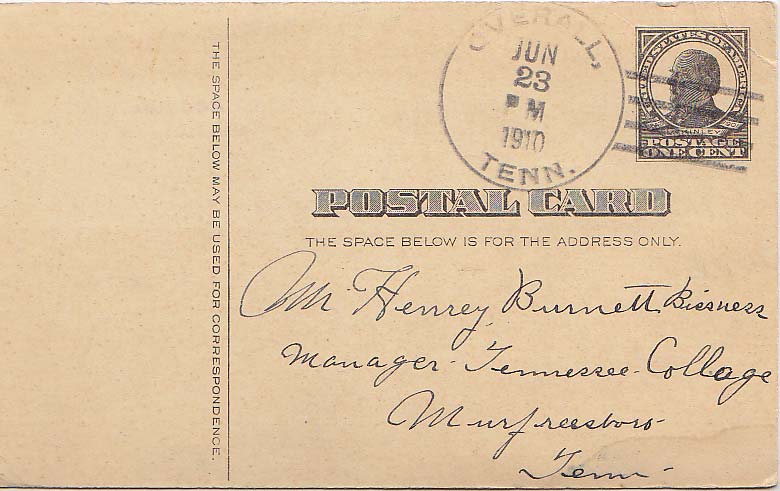 THE SPACE BELOW MAY BE USED FOR CORRESPONDENCE.
OVERALL,
JUN
23
PM
1910
TENN.
UNITED STATES OF AMERICA
McKINLEY
POSTAGE
ONE CENT
POSTAL CARD
THE SPACE BELOW IS FOR THE ADDRESS ONLY.
Mr Henrey Burnett Bisness
Manager Tennessee Collage
Murfreesboro
Tenn